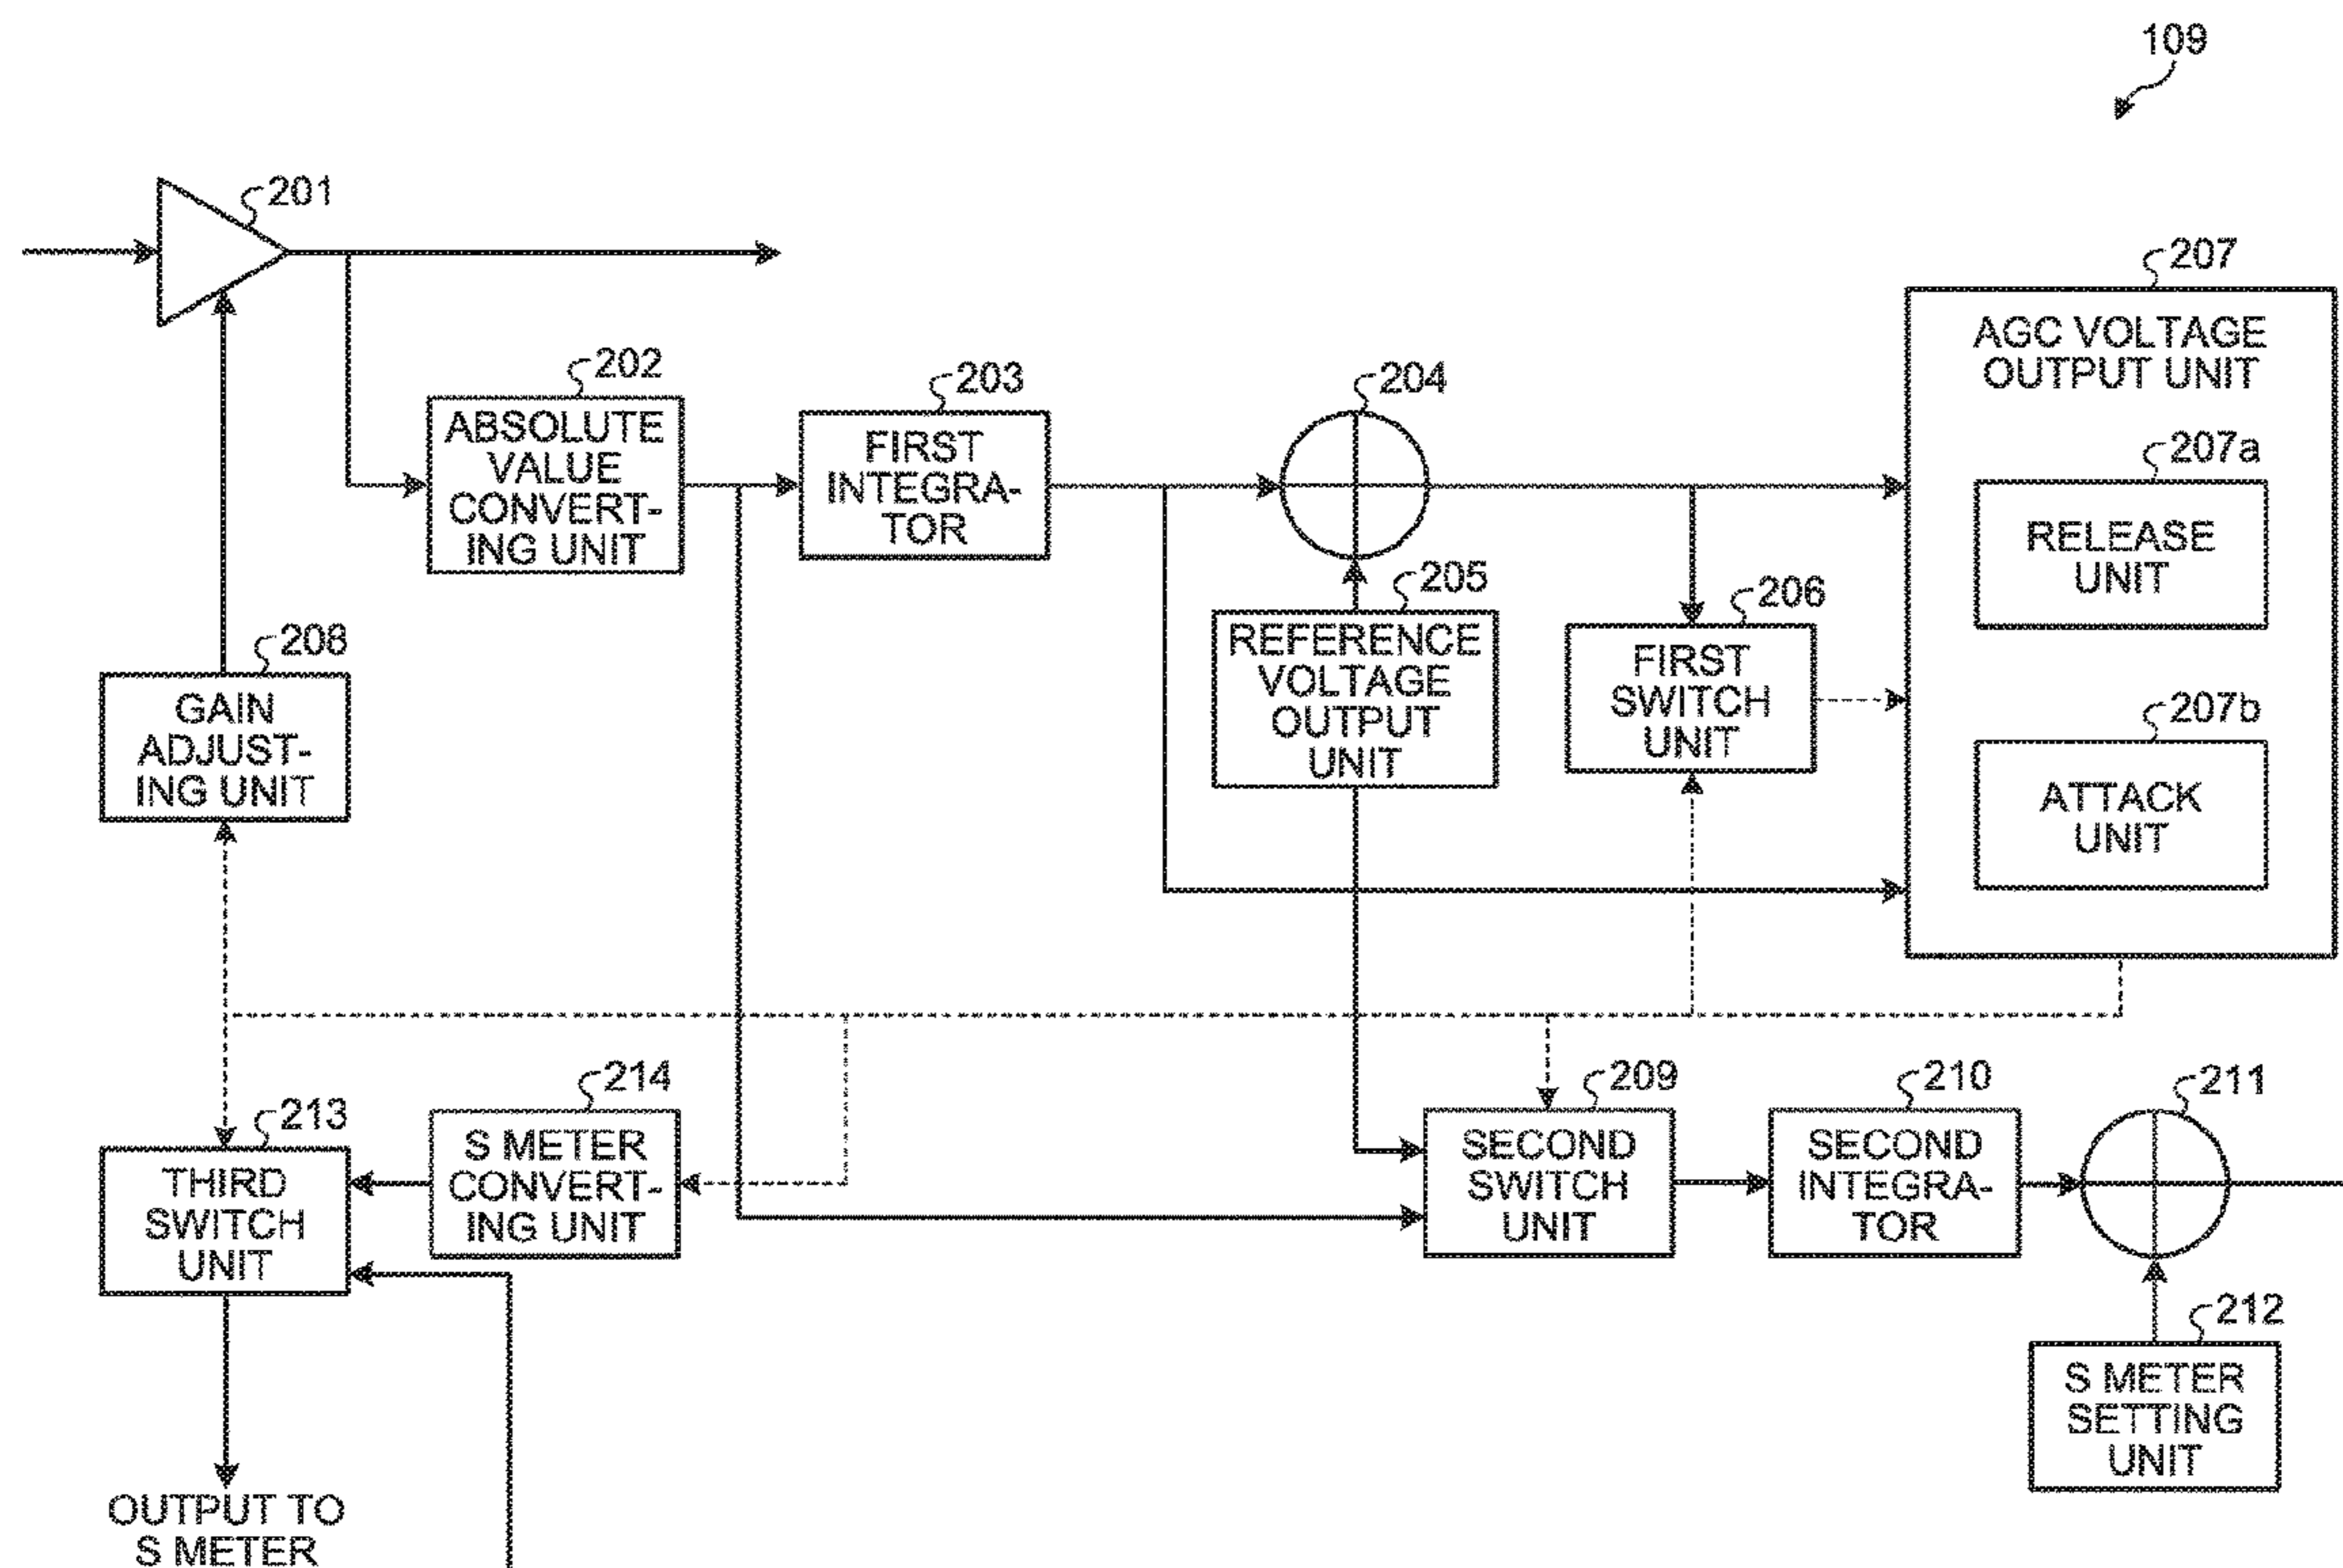 109
201
207
AGC VOLTAGE
OUTPUT UNIT
202
ABSOLUTE
VALUE
CONVERT-
ING UNIT
203
FIRST
INTEGRA-
TOR
204
207a
RELEASE
UNIT
205
REFERENCE
VOLTAGE
OUTPUT
UNIT
206
FIRST
SWITCH
UNIT
208
GAIN
ADJUST-
ING UNIT
207b
ATTACK
UNIT
213
THIRD
SWITCH
UNIT
214
S METER
CONVERT-
ING UNIT
209
SECOND
SWITCH
UNIT
210
SECOND
INTEGRA-
TOR
211
212
S METER
SETTING
UNIT
OUTPUT TO
S METER